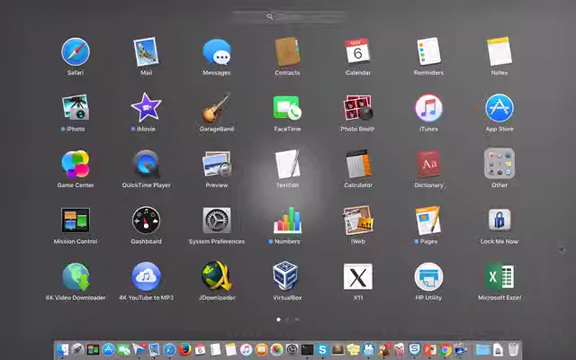 Safari Mail Messages Contacts Calendar Reminders Notes
iPhoto iMovie GarageBand FaceTime Photo Booth iTunes App Store
Game Center QuickTime Player Preview TextEdit Calculator Dictionary Other
Mission Control Dashboard System Preferences Numbers iWeb Pages Lock Me Now
4K Video Downloader 4K YouTube to MP3 JDownloader VirtualBox X11 HP Utility Microsoft Excel